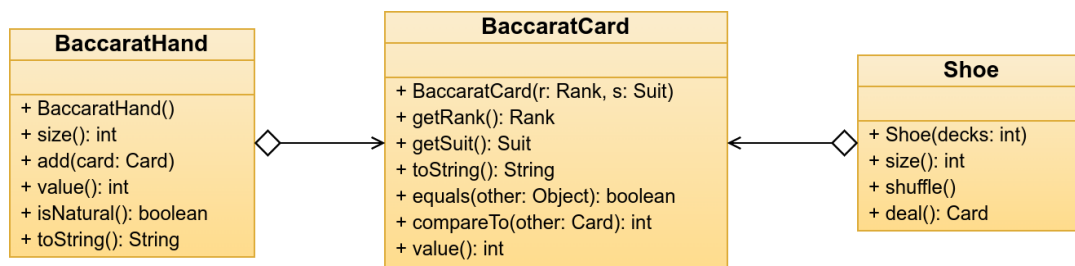 BaccaratHand
+ BaccaratHand()
+ size(): int
+ add(card: Card)
+ value(): int
+ isNatural(): boolean
+ toString(): String
BaccaratCard
+ BaccaratCard(r: Rank, s: Suit)
+ getRank(): Rank
+ getSuit(): Suit
+ toString(): String
+ equals(other: Object): boolean
+ compareTo(other: Card): int
+ value(): int
Shoe
+ Shoe(decks: int)
+ size(): int
+ shuffle()
+ deal(): Card